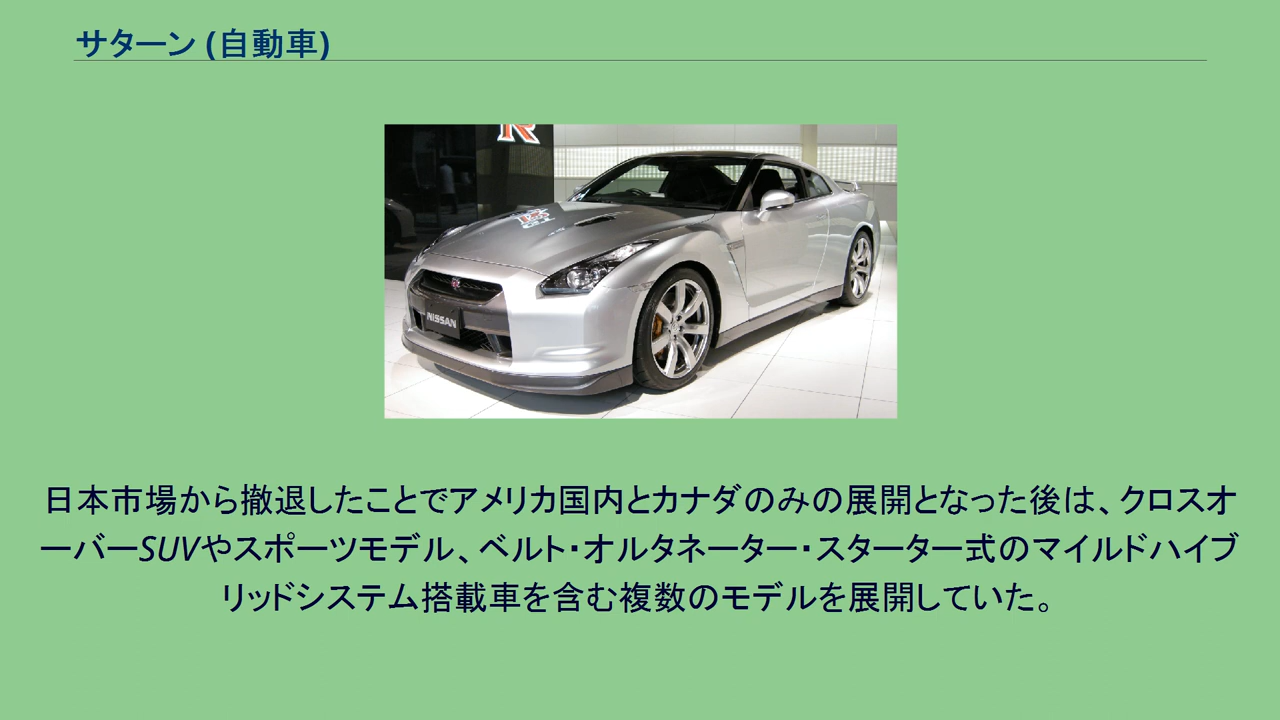 サターン (自動車)
R
NISSAN
日本市場から撤退したことでアメリカ国内とカナダのみの展開となった後は、クロスオ
ーバーSUVやスポーツモデル、ベルト・オルタネーター・スターター式のマイルドハイブ
リッドシステム搭載車を含む複数のモデルを展開していた。